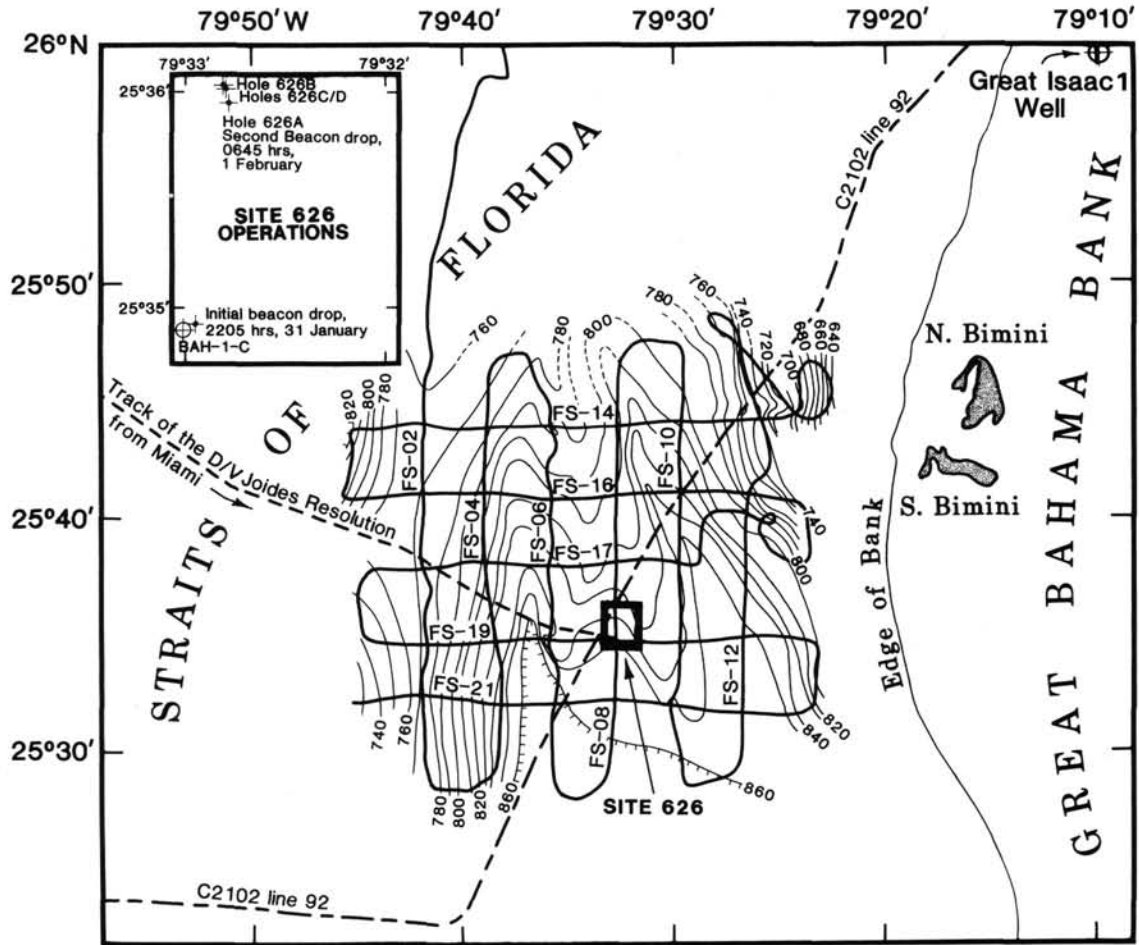 79°50′W
79°40′
79°30′
79°20′
79°10′
26°N
25°50′
25°40′
25°30′
79°33′
79°32′
25°36′
25°35′
Hole 626B
Holes 626C/D
Hole 626A
Second Beacon drop,
0645 hrs,
1 February
SITE 626
OPERATIONS
Initial beacon drop,
2205 hrs, 31 January
BAH-1-C
Great Isaac1
Well
C2102 line 92
STRAITS
OF
FLORIDA
GREAT BAHAMA BANK
Edge of Bank
N. Bimini
S. Bimini
Track of the D/V Joides Resolution
from Miami
760
780
800
780
760
740
720
700
680
660
640
820
800
780
FS-14
FS-02
FS-10
FS-16
FS-04
FS-06
FS-17
740
800
FS-19
FS-21
FS-12
FS-08
740
760
780
800
820
860
860
820
840
SITE 626
C2102 line 92